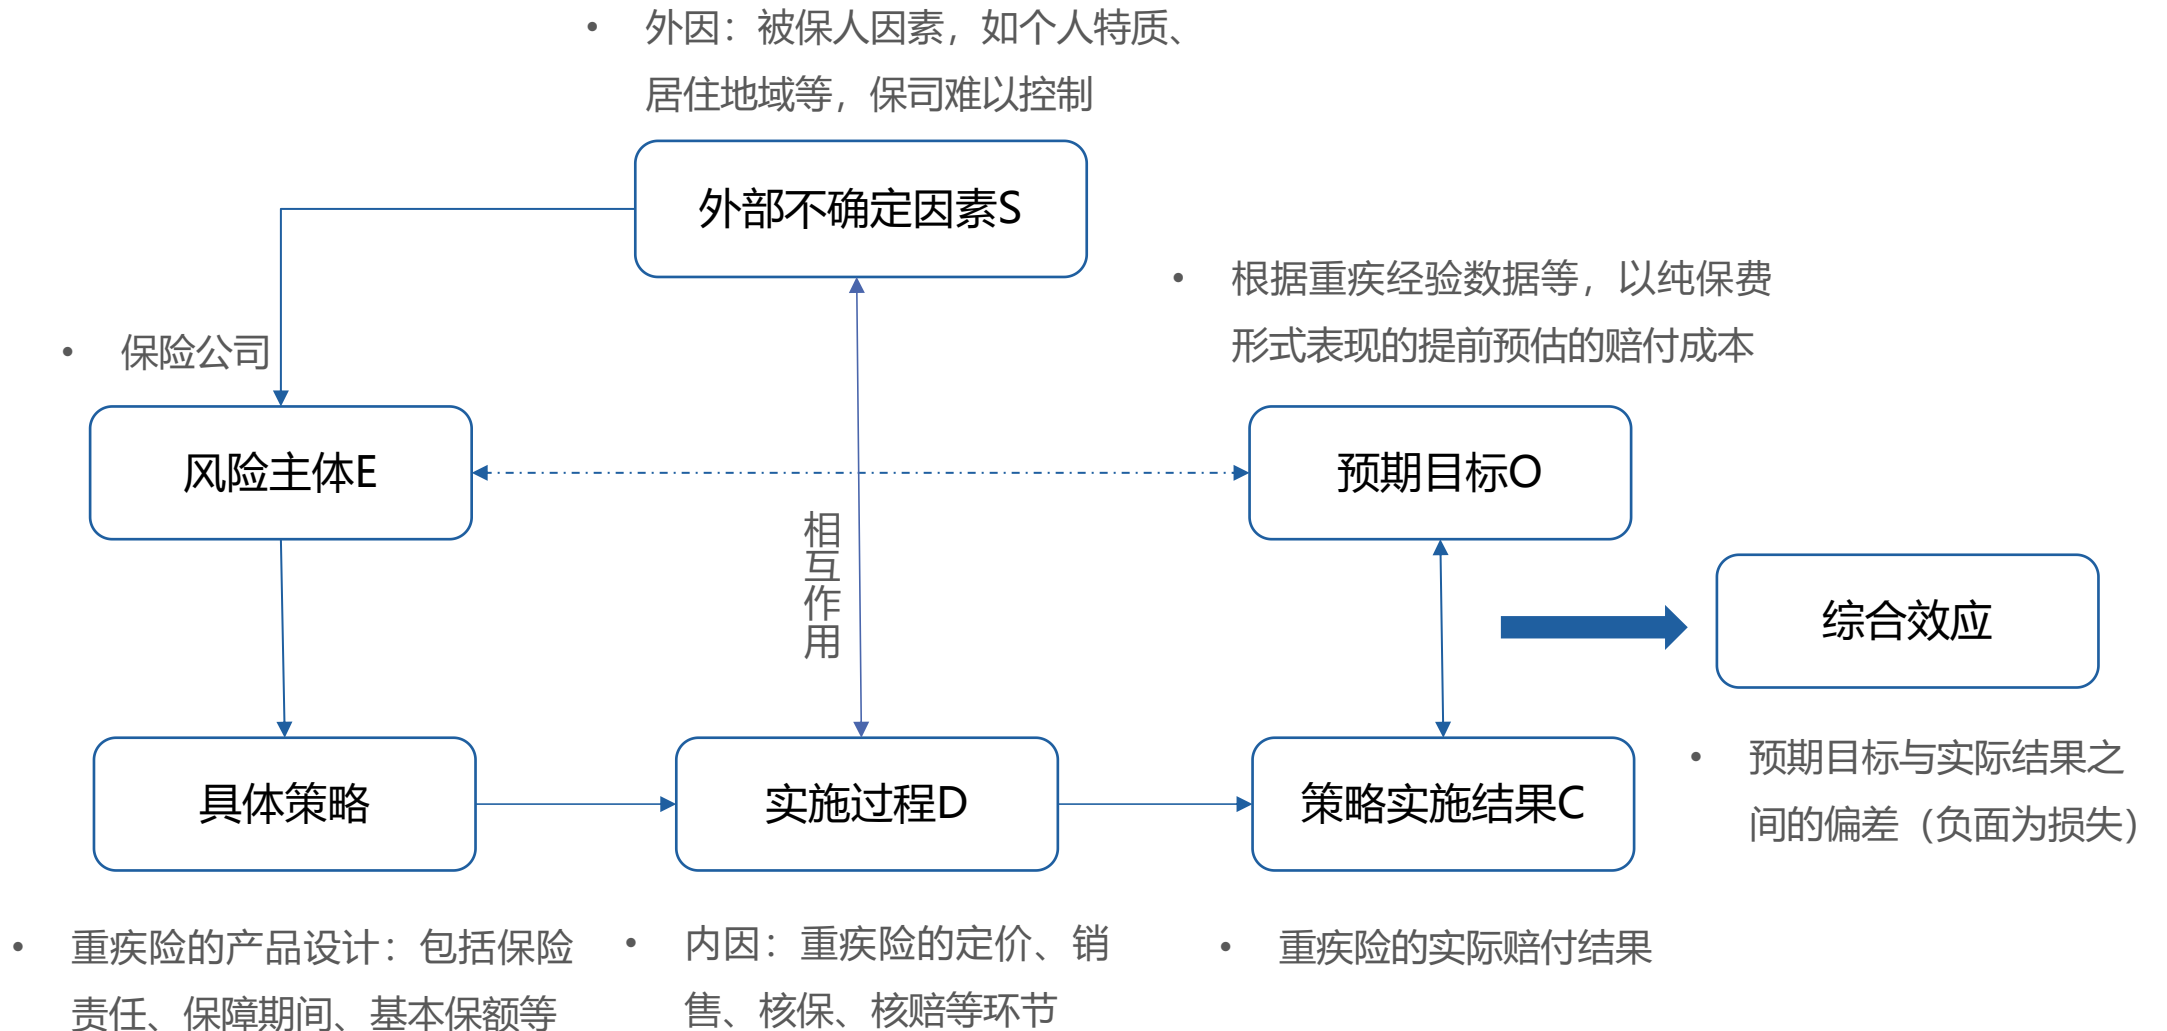 • 外因：被保人因素，如个人特质、
居住地域等，保司难以控制
外部不确定因素S
• 根据重疾经验数据等，以纯保费
形式表现的提前预估的赔付成本
• 保险公司
风险主体E
预期目标O
相互作用
综合效应
• 预期目标与实际结果之
间的偏差（负面为损失）
具体策略
实施过程D
策略实施结果C
• 重疾险的产品设计：包括保险
责任、保障期间、基本保额等
• 内因：重疾险的定价、销
售、核保、核赔等环节
• 重疾险的实际赔付结果